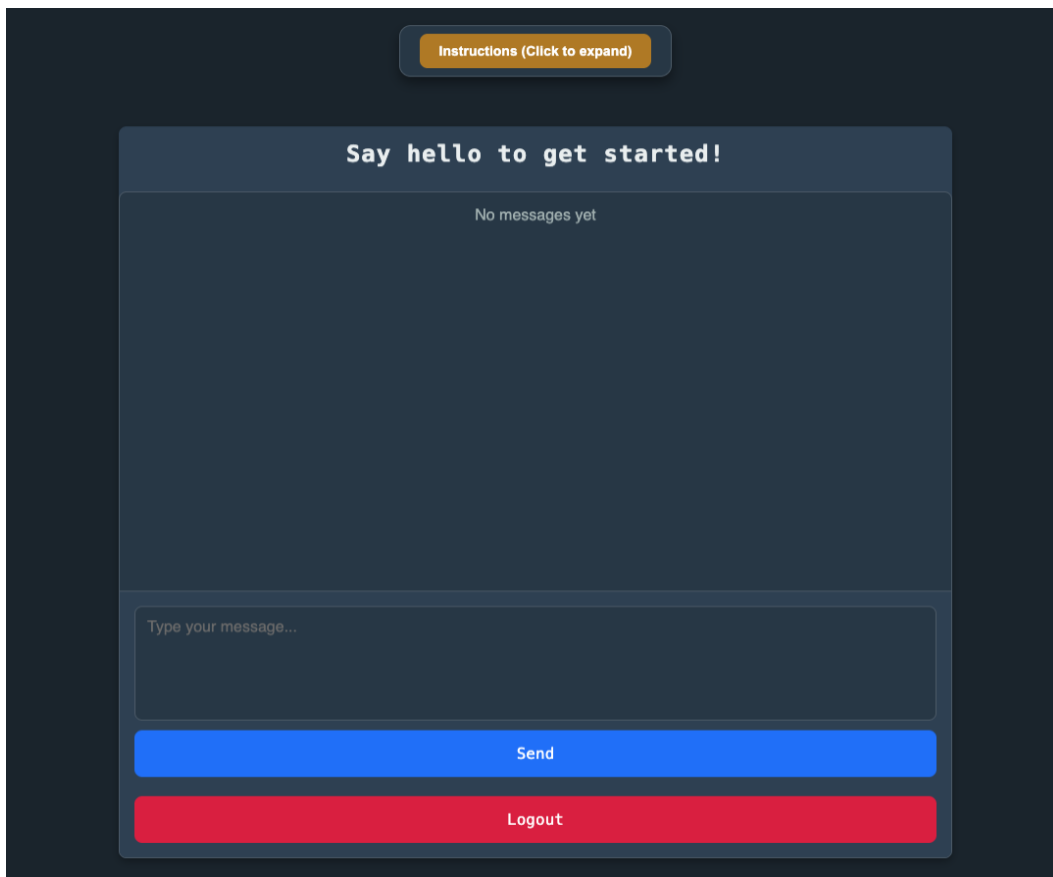 Instructions (Click to expand)
Say hello to get started!
No messages yet
Type your message...
Send
Logout